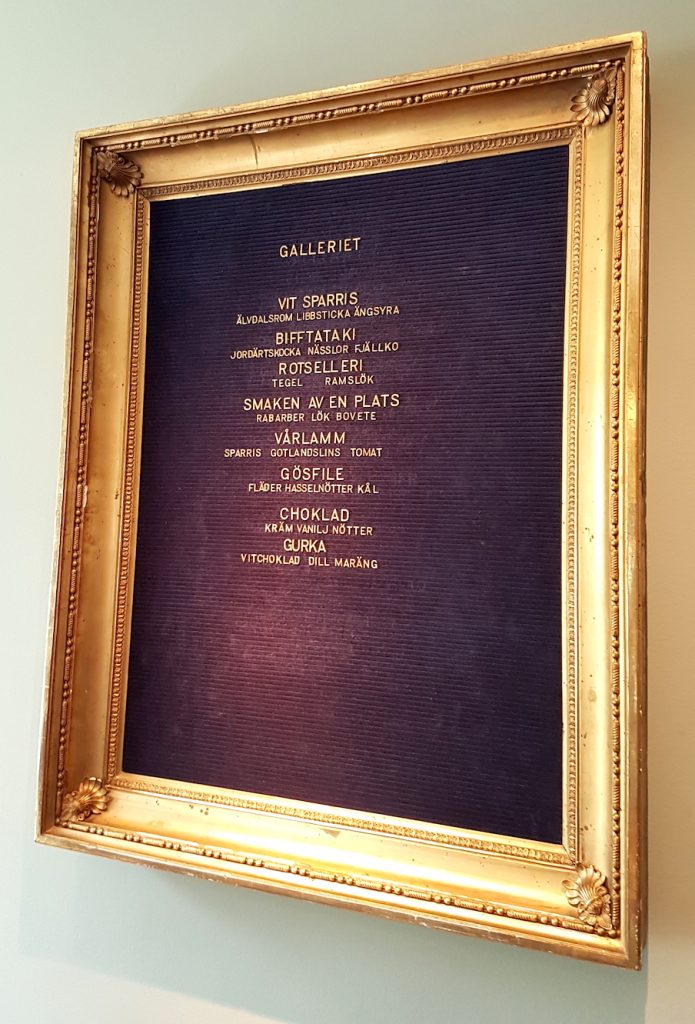 GALLERIET
VIT SPARRIS
ÄLVDALSROM LIBBSTICKA ÄNGSYRA
BIFFTATAKI
JORDÄRTSKOCKA NÄSSLOR FJÄLLKO
ROTSELLERI
TEGEL RAMSLÖK
SMAKEN AV EN PLATS
RABARBER LÖK BOVETE
VÅRLAMM
SPARRIS GOTLANDSLINS TOMAT
GÖSFILE
FLÄDER HASSELNÖTTER KÅL
CHOKLAD
KRÄM VANILJ NÖTTER
GURKA
VITCHOKLAD DILL MARÄNG